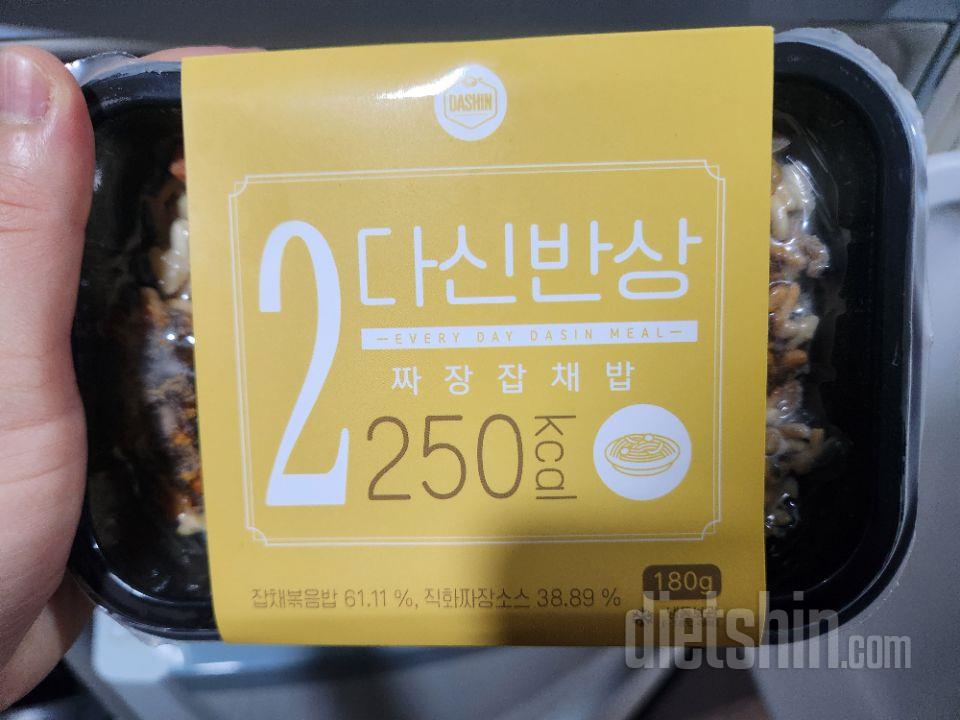 DASHIN
2
다신반상
EVERY DAY DASIN MEAL
짜장잡채밥
250 kcal
잡채볶음밥 61.11 %, 직화짜장소스 38.89 %
180g
dietshin.com